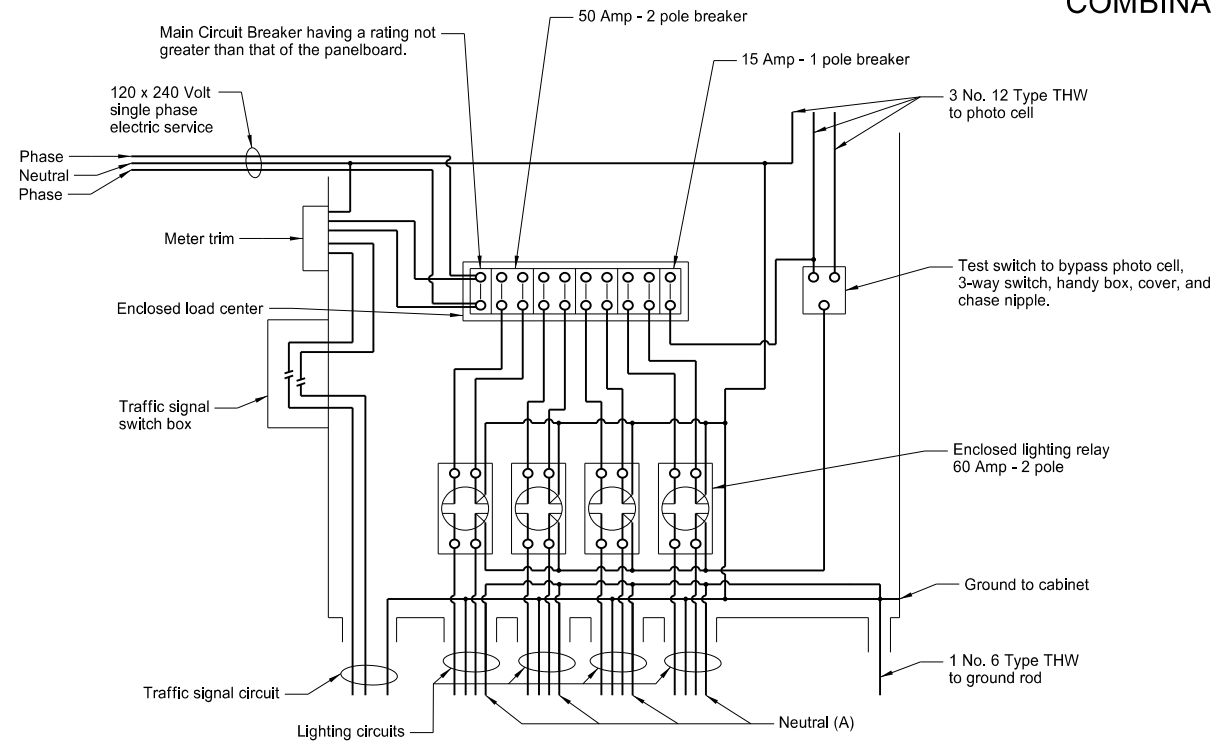 COMBINA
50 Amp - 2 pole breaker
Main Circuit Breaker having a rating not
greater than that of the panelboard.
15 Amp - 1 pole breaker
120 x 240 Volt
single phase
electric service
3 No. 12 Type THW
to photo cell
Phase
Neutral
Phase
Meter trim
Test switch to bypass photo cell,
3-way switch, handy box, cover, and
chase nipple.
Enclosed load center
Traffic signal
switch box
Enclosed lighting relay
60 Amp - 2 pole
Ground to cabinet
1 No. 6 Type THW
to ground rod
Traffic signal circuit
Lighting circuits
Neutral (A)